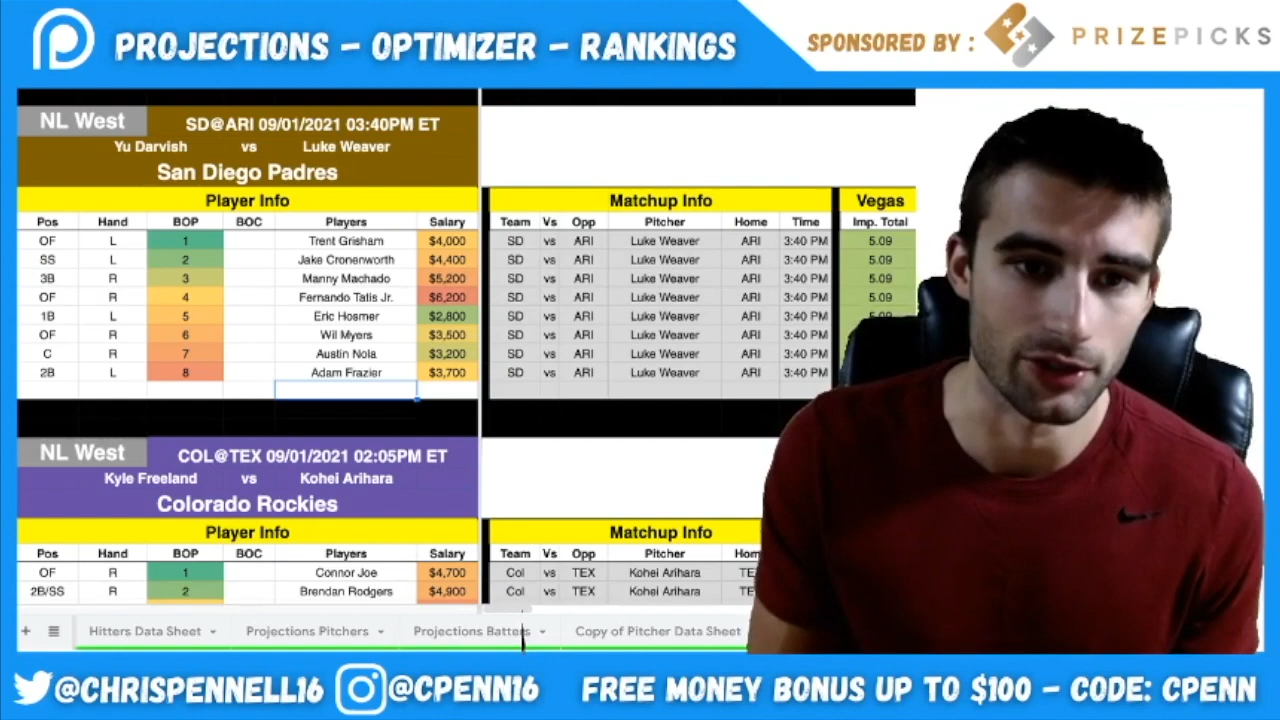 PROJECTIONS - OPTIMIZER - RANKINGS
SPONSORED BY : PRIZEPICKS
NL West SD@ARI 09/01/2021 03:40PM ET
Yu Darvish vs Luke Weaver
San Diego Padres
Player Info Matchup Info Vegas
Pos Hand BOP BOC Players Salary Team Vs Opp Pitcher Home Time Imp. Total
OF L 1 Trent Grisham $4,000 SD vs ARI Luke Weaver ARI 3:40 PM 5.09
SS L 2 Jake Cronenworth $4,400 SD vs ARI Luke Weaver ARI 3:40 PM 5.09
3B R 3 Manny Machado $5,200 SD vs ARI Luke Weaver ARI 3:40 PM 5.09
OF R 4 Fernando Tatis Jr. $6,200 SD vs ARI Luke Weaver ARI 3:40 PM 5.09
1B L 5 Eric Hosmer $2,800 SD vs ARI Luke Weaver ARI 3:40 PM 5.09
OF R 6 Wil Myers $3,500 SD vs ARI Luke Weaver ARI 3:40 PM
C R 7 Austin Nola $3,200 SD vs ARI Luke Weaver ARI 3:40 PM
2B L 8 Adam Frazier $3,700 SD vs ARI Luke Weaver ARI 3:40 PM
NL West COL@TEX 09/01/2021 02:05PM ET
Kyle Freeland vs Kohei Arihara
Colorado Rockies
Player Info Matchup Info
Pos Hand BOP BOC Players Salary Team Vs Opp Pitcher Hom
OF R 1 Connor Joe $4,700 Col vs TEX Kohei Arihara TE
2B/SS R 2 Brendan Rodgers $4,900 Col vs TEX Kohei Arihara TE
+ Hitters Data Sheet Projections Pitchers Projections Batters Copy of Pitcher Data Sheet
@CHRISPENNELL16 @CPENN16 FREE MONEY BONUS UP TO $100 - CODE: CPENN